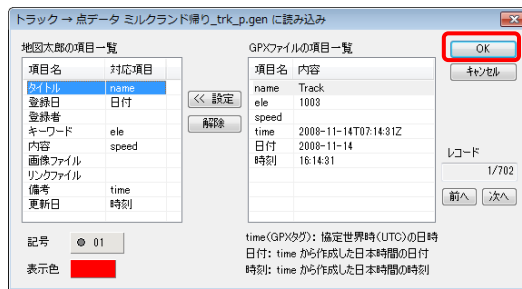 トラック → 点データ ミルクランド帰り_trk_p.gen に読み込み
地図太郎の項目一覧
項目名 対応項目
タイトル name
登録日 日付
登録者
キーワード ele
内容 speed
画像ファイル
リンクファイル
備考 time
更新日 時刻
<< 設定
解除
GPXファイルの項目一覧
項目名 内容
name Track
ele 1003
speed
time 2008-11-14T07:14:31Z
日付 2008-11-14
時刻 16:14:31
OK
キャンセル
レコード
1/702
前へ 次へ
記号 01
表示色
time(GPXタグ): 協定世界時(UTC)の日時
日付: time から作成した日本時間の日付
時刻: time から作成した日本時間の時刻